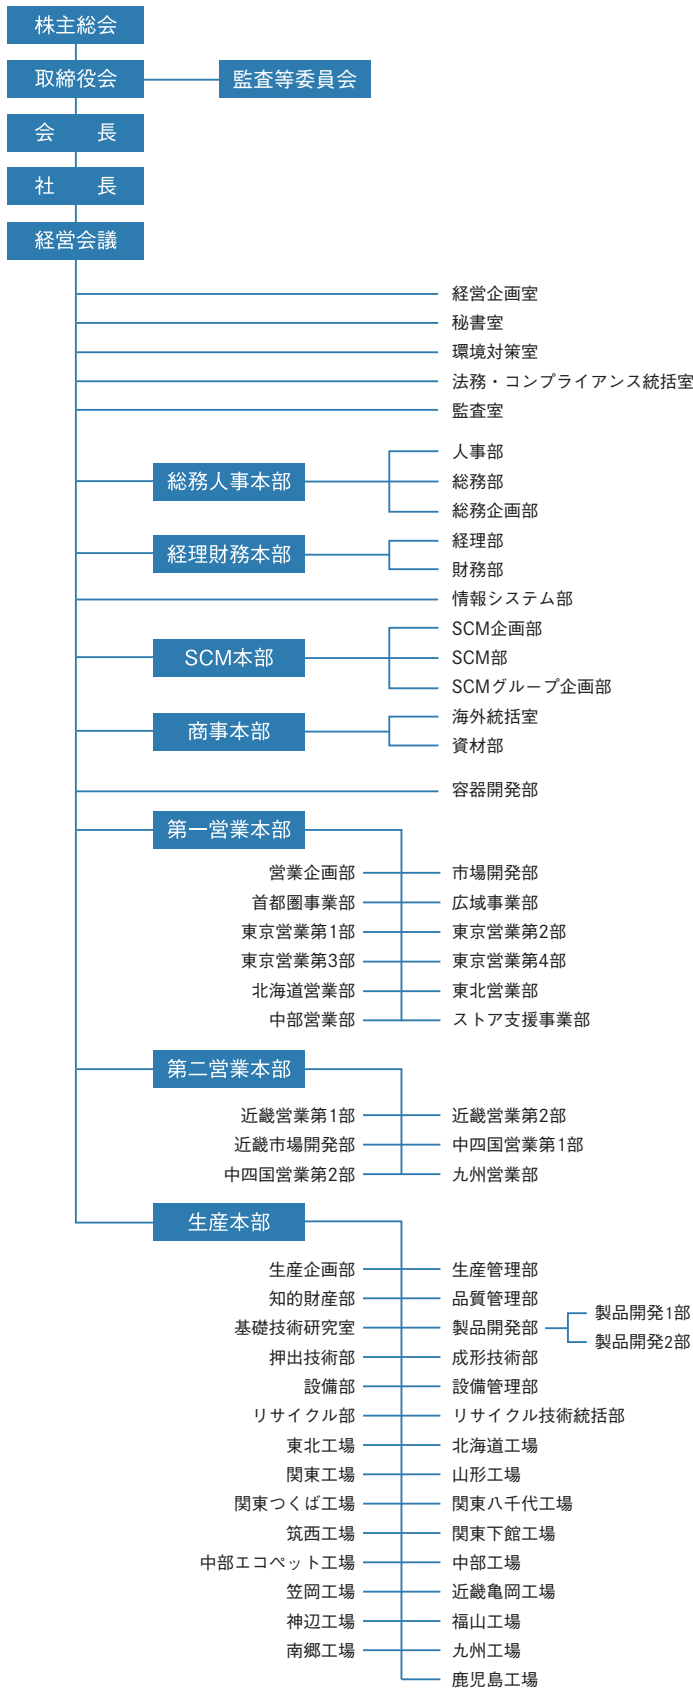 株主総会
取締役会
監査等委員会
会　　長
社　　長
経営会議
経営企画室
秘書室
環境対策室
法務・コンプライアンス統括室
監査室
総務人事本部
人事部
総務部
総務企画部
経理財務本部
経理部
財務部
情報システム部
SCM本部
SCM企画部
SCM部
SCMグループ企画部
商事本部
海外統括室
資材部
容器開発部
第一営業本部
営業企画部 市場開発部
首都圏事業部 広域事業部
東京営業第1部 東京営業第2部
東京営業第3部 東京営業第4部
北海道営業部 東北営業部
中部営業部 ストア支援事業部
第二営業本部
近畿営業第1部 近畿営業第2部
近畿市場開発部 中四国営業第1部
中四国営業第2部 九州営業部
生産本部
生産企画部 生産管理部
知的財産部 品質管理部
基礎技術研究室 製品開発部
製品開発1部
製品開発2部
押出技術部 成形技術部
設備部 設備管理部
リサイクル部 リサイクル技術統括部
東北工場 北海道工場
関東工場 山形工場
関東つくば工場 関東八千代工場
筑西工場 関東下館工場
中部エコペット工場 中部工場
笠岡工場 近畿亀岡工場
神辺工場 福山工場
南郷工場 九州工場
鹿児島工場